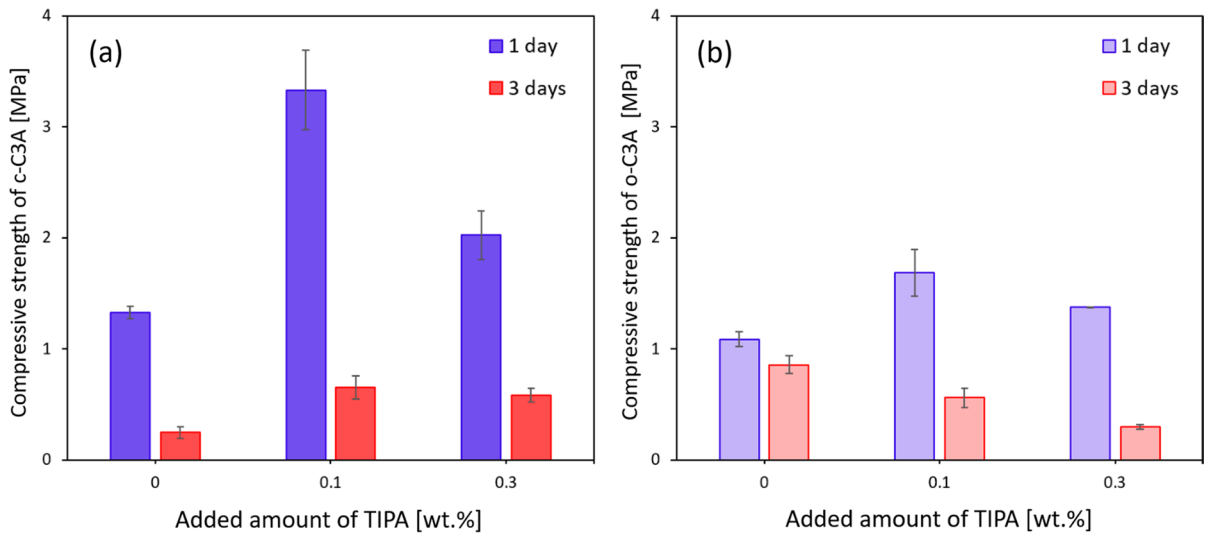 (a)
1 day
3 days
Compressive strength of c-C3A [MPa]
4
3
2
1
0
0
0.1
0.3
Added amount of TIPA [wt.%]
(b)
1 day
3 days
Compressive strength of o-C3A [MPa]
4
3
2
1
0
0
0.1
0.3
Added amount of TIPA [wt.%]